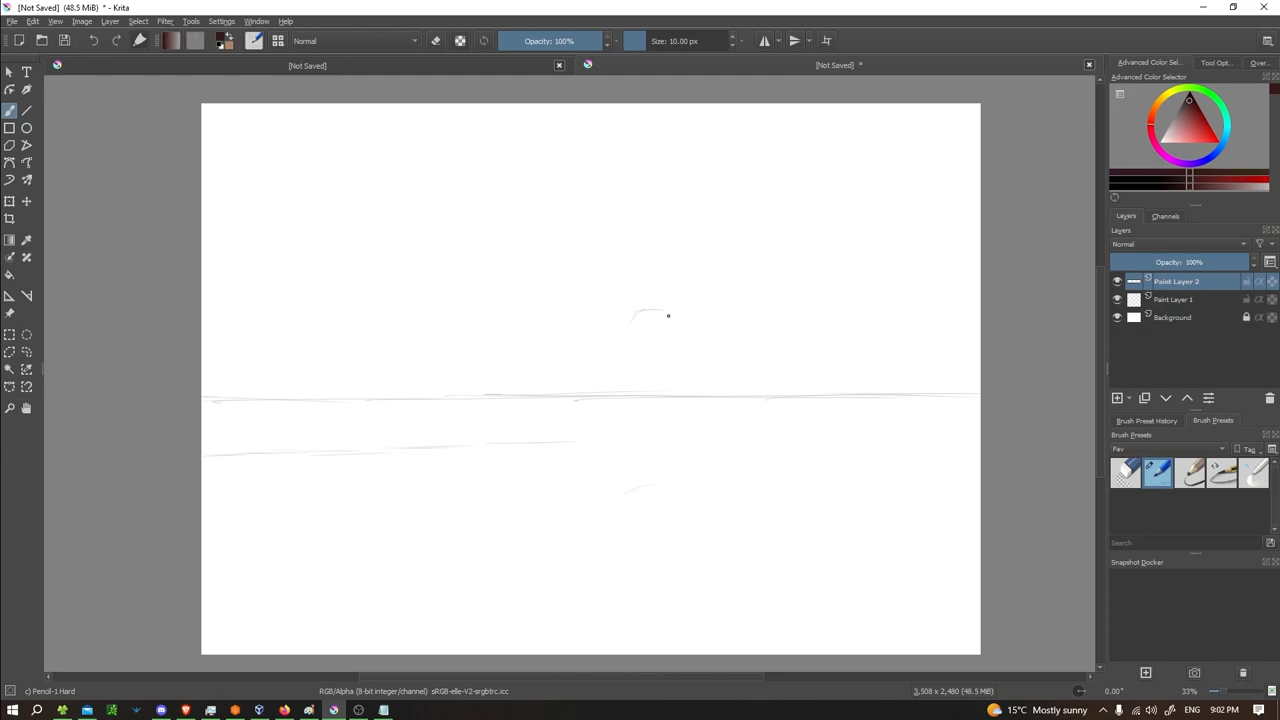 [Not Saved] (48.5 MiB) * - Krita
File Edit View Image Layer Select Filter Tools Settings Window Help
Normal Opacity: 100% Size: 10.00 px
[Not Saved] [Not Saved] *
Advanced Color Sel... Tool Opt... Over...
Advanced Color Selector
Layers Channels
Layers
Normal
Opacity: 100%
Paint Layer 2
Paint Layer 1
Background
Brush Preset History Brush Presets
Brush Presets
Fav Tag
Search
Snapshot Docker
c) Pencil-1 Hard RGB/Alpha (8-bit integer/channel) sRGB-elle-V2-srgbtrc.icc 3,508 x 2,480 (48.5 MiB) 0.00° 33%
15°C Mostly sunny 9:02 PM